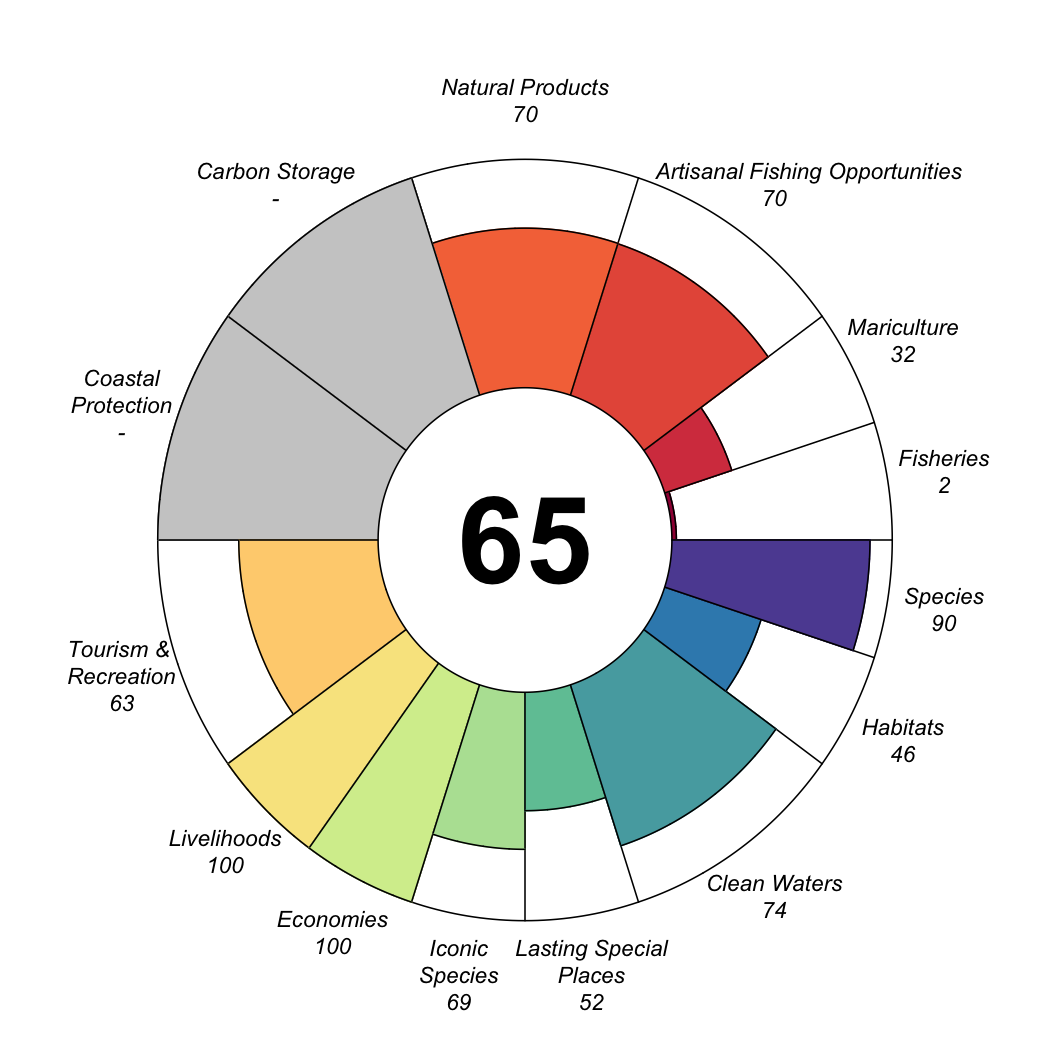 Natural Products
70
Artisanal Fishing Opportunities
70
Mariculture
32
Fisheries
2
Species
90
Habitats
46
Clean Waters
74
Lasting Special
Places
52
Iconic
Species
69
Economies
100
Livelihoods
100
Tourism &
Recreation
63
Coastal
Protection
-
Carbon Storage
-
65